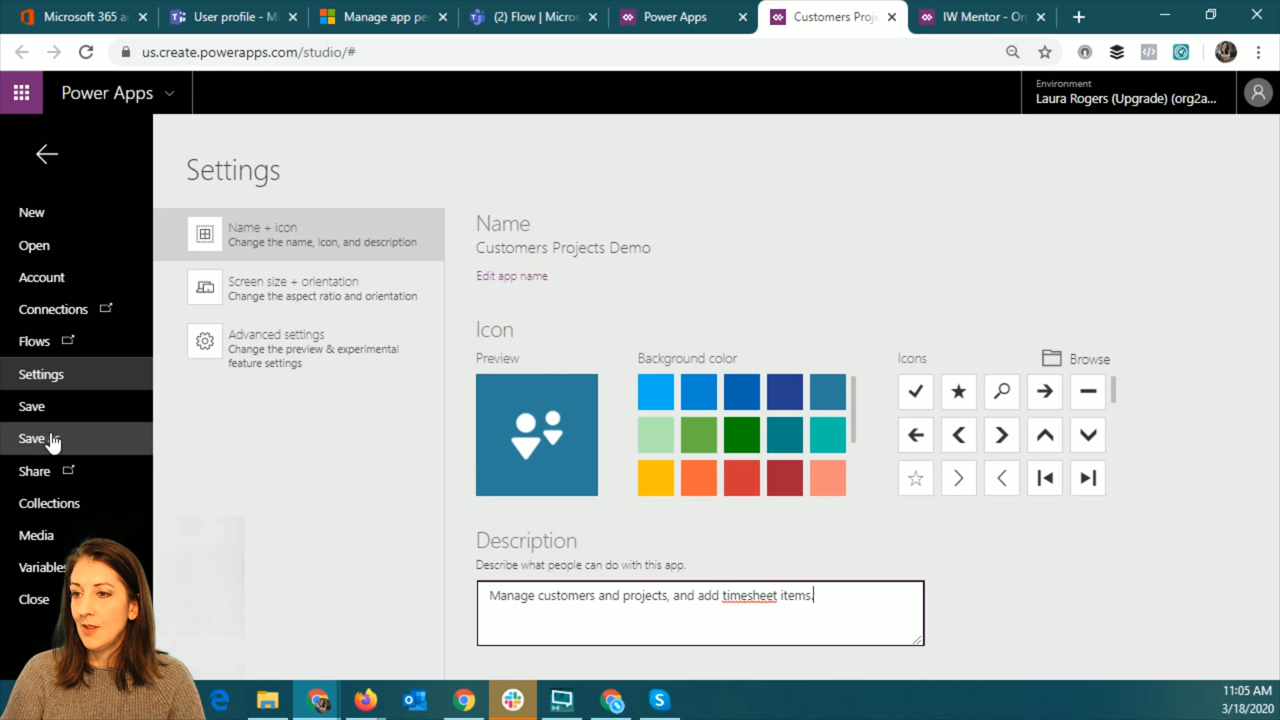 Microsoft 365 a
User profile - Mi
Manage app pe
(2) Flow | Micros
Power Apps
Customers Proj
IW Mentor - Or
us.create.powerapps.com/studio/#
Power Apps
Environment
Laura Rogers (Upgrade) (org2a...
New
Open
Account
Connections
Flows
Settings
Save
Save
Share
Collections
Media
Variables
Close
Settings
Name + icon
Change the name, icon, and description
Screen size + orientation
Change the aspect ratio and orientation
Advanced settings
Change the preview & experimental
feature settings
Name
Customers Projects Demo
Edit app name
Icon
Preview
Background color
Icons
Browse
Description
Describe what people can do with this app.
Manage customers and projects, and add timesheet items.
11:05 AM
3/18/2020